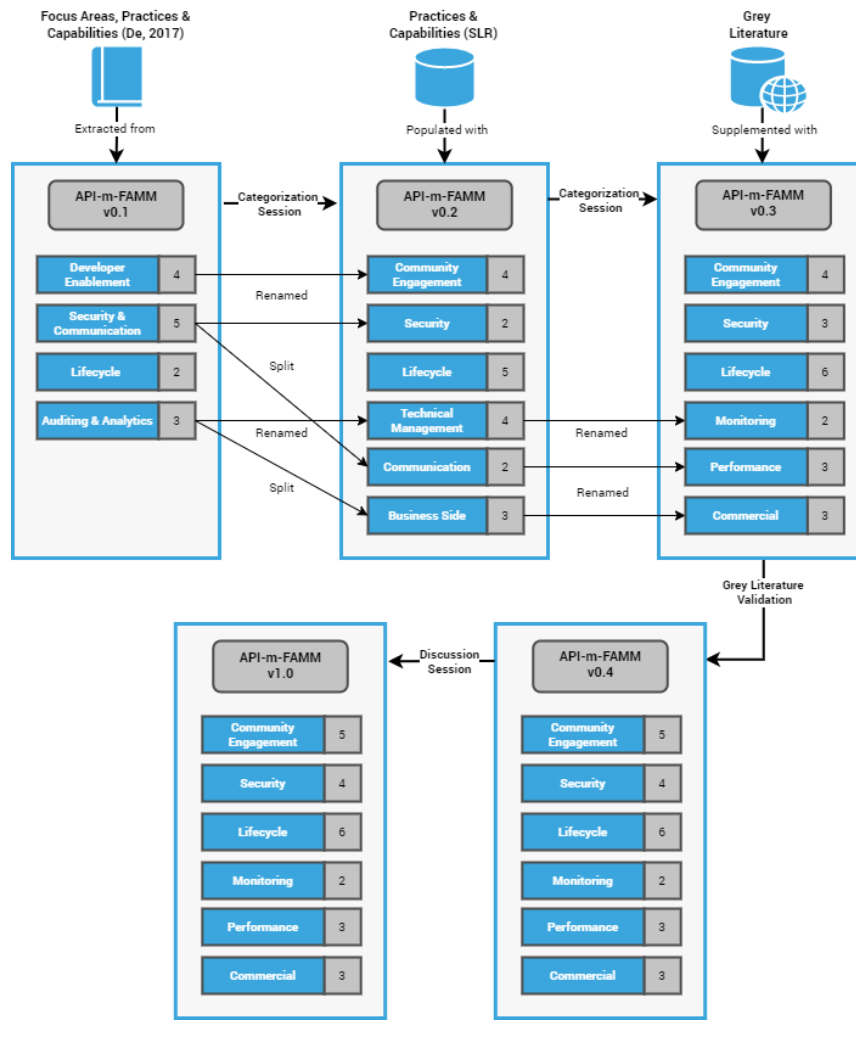 Focus Areas, Practices &
Capabilities (De, 2017)
Practices &
Capabilities (SLR)
Grey
Literature
Extracted from
Populated with
Supplemented with
API-m-FAMM
v0.1
Categorization
Session
API-m-FAMM
v0.2
Categorization
Session
API-m-FAMM
v0.3
Developer
Enablement
4
Security &
Communication
5
Lifecycle
2
Auditing & Analytics
3
Renamed
Split
Renamed
Split
Community
Engagement
4
Security
2
Lifecycle
5
Technical
Management
4
Communication
2
Business Side
3
Renamed
Renamed
Community
Engagement
4
Security
3
Lifecycle
6
Monitoring
2
Performance
3
Commercial
3
Grey Literature
Validation
API-m-FAMM
v1.0
Discussion
Session
API-m-FAMM
v0.4
Community
Engagement
5
Security
4
Lifecycle
6
Monitoring
2
Performance
3
Commercial
3
Community
Engagement
5
Security
4
Lifecycle
6
Monitoring
2
Performance
3
Commercial
3